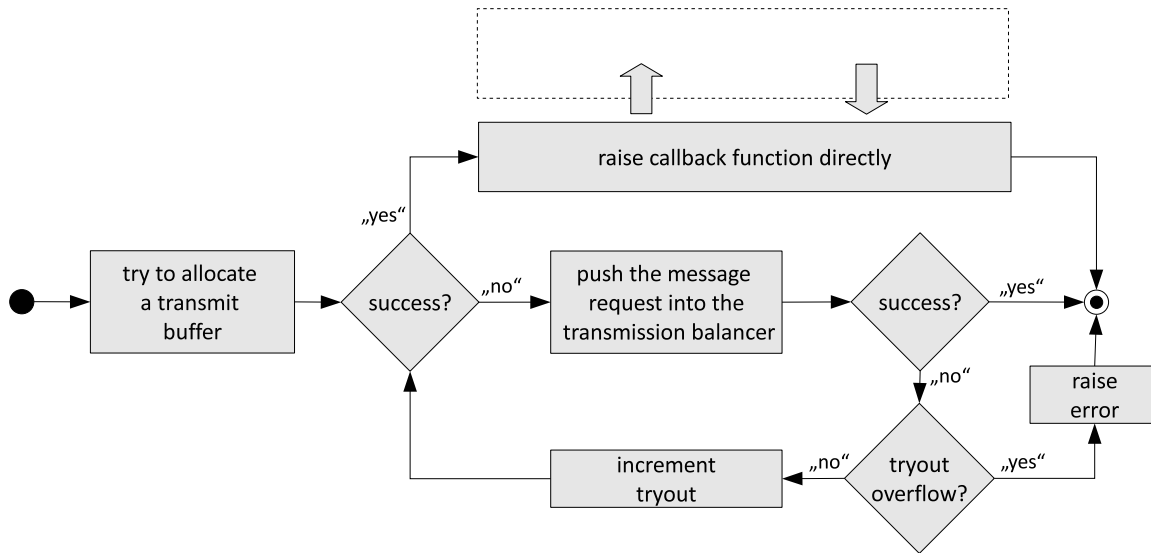 raise callback function directly
„yes“
try to allocate
a transmit
buffer
success?
„no“
push the message
request into the
transmission balancer
success?
„yes“
„no“
raise
error
increment
tryout
„no“
tryout
overflow?
„yes“